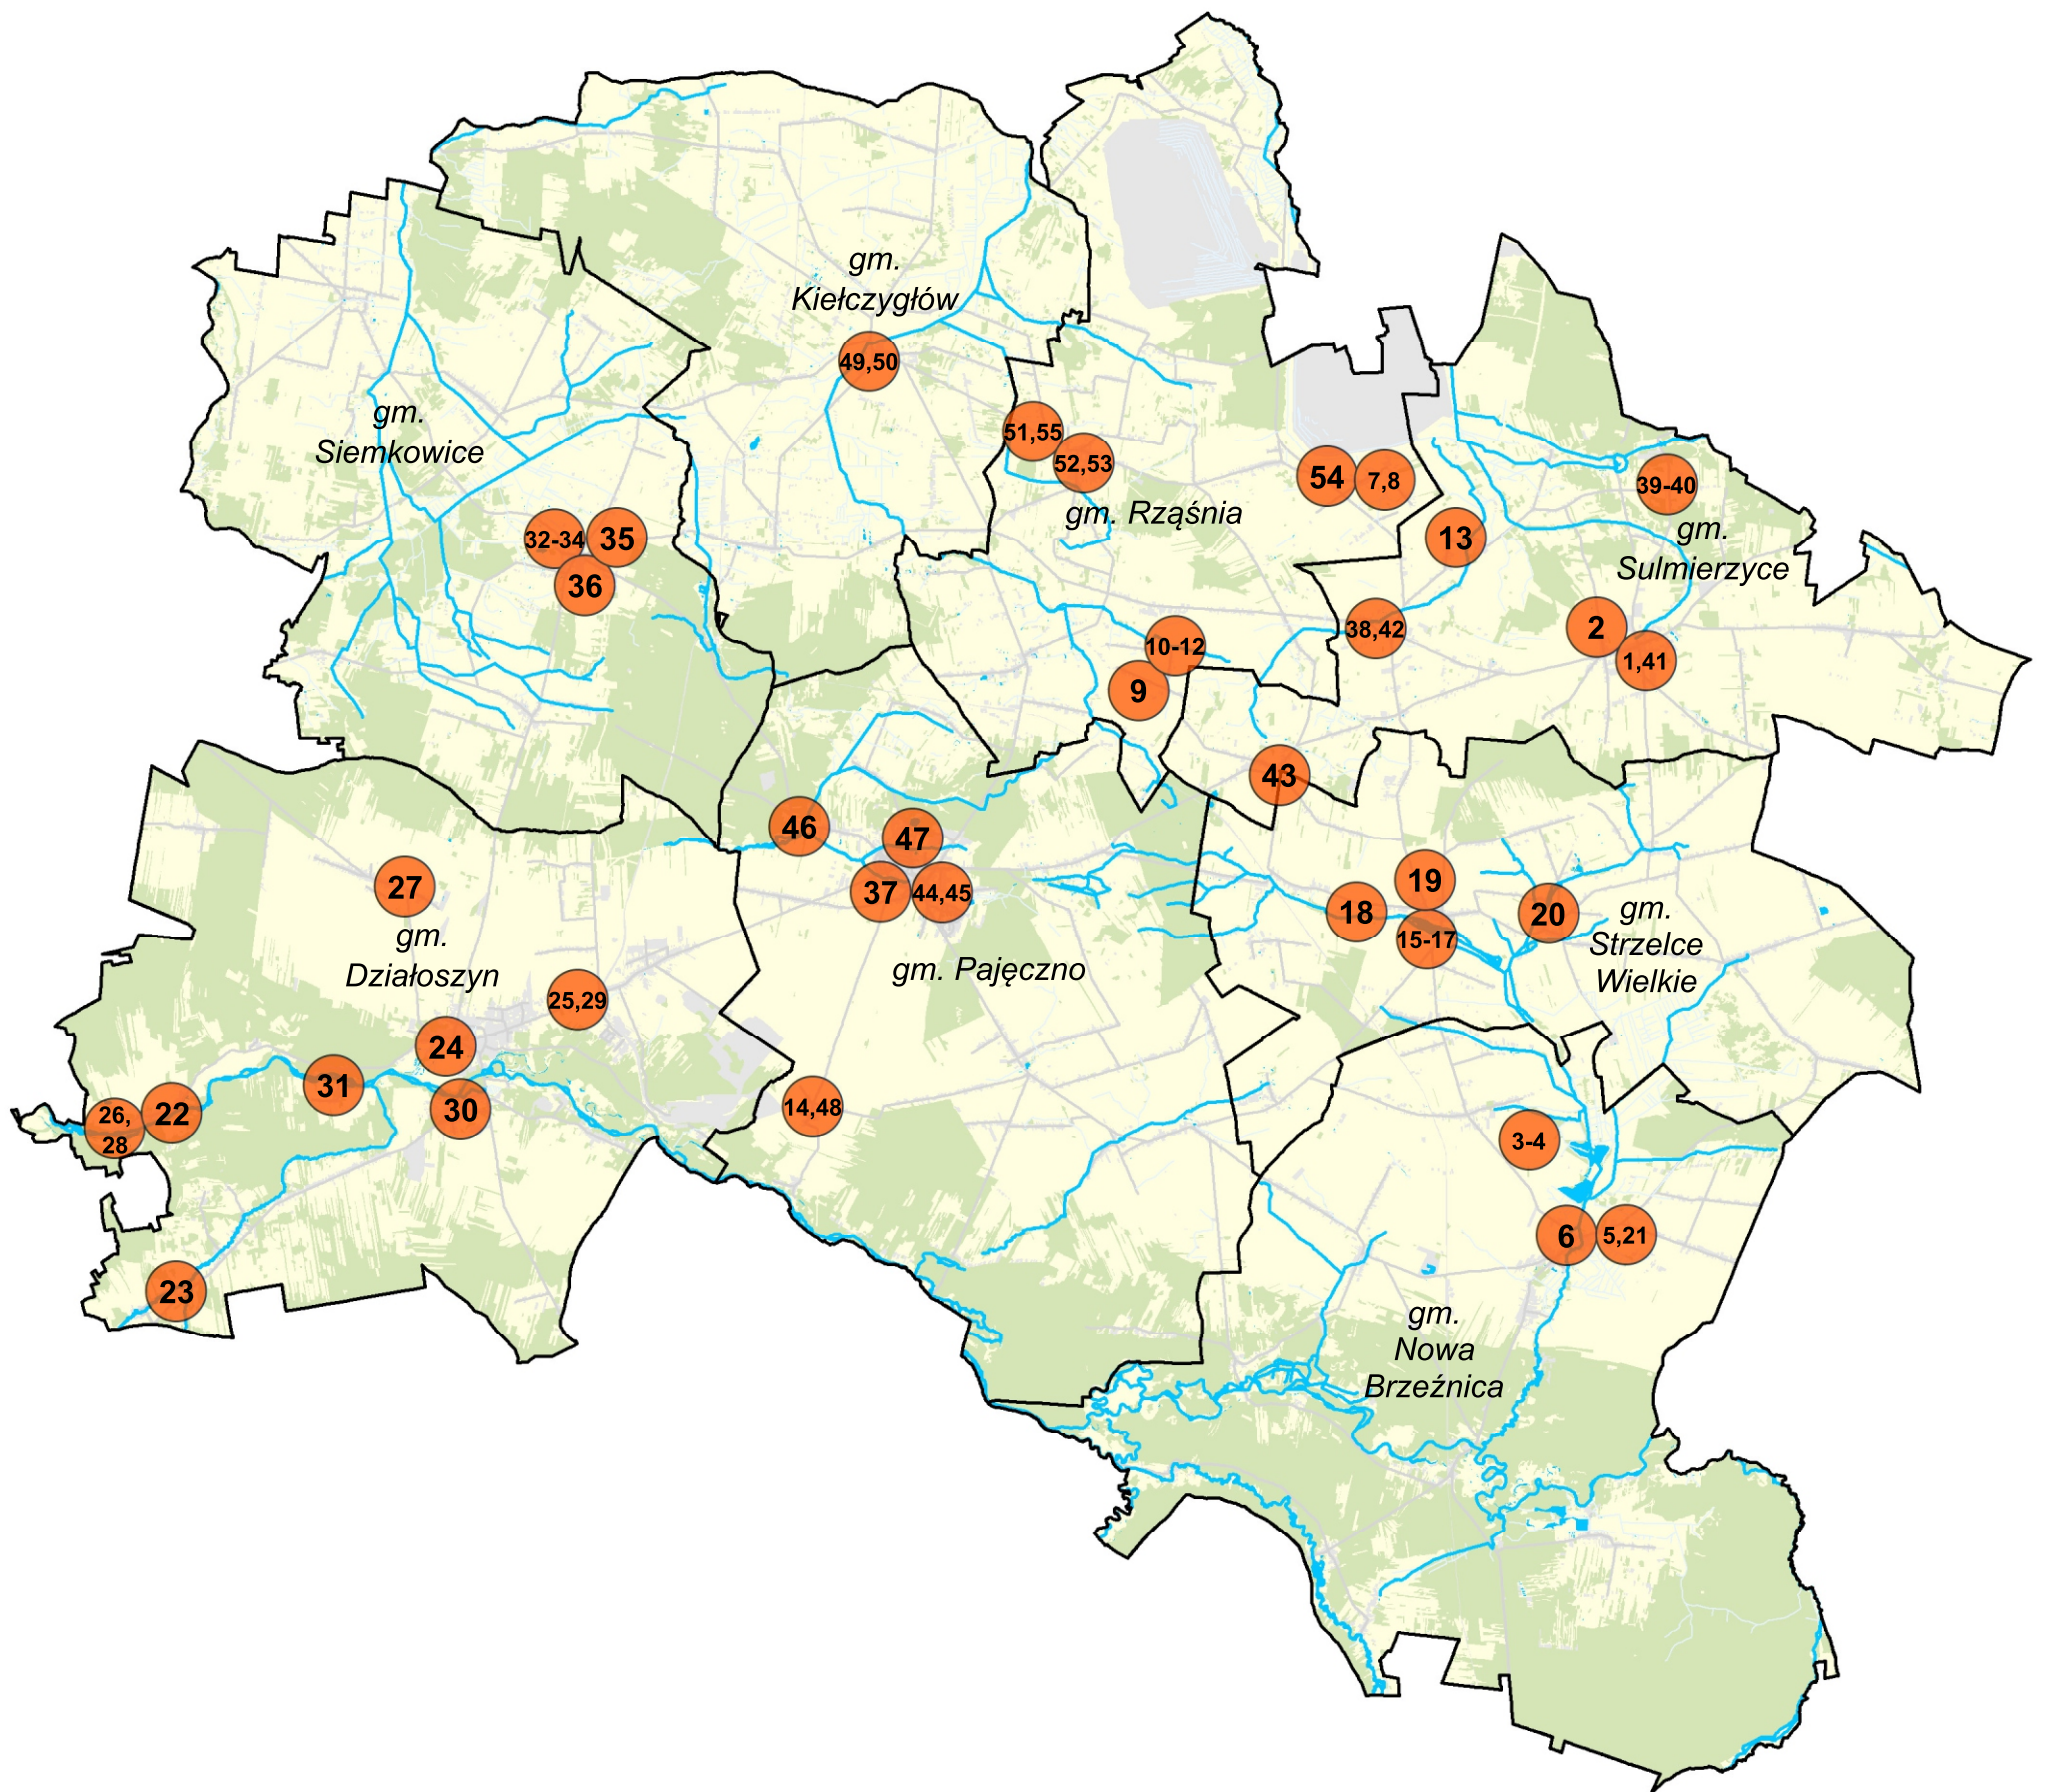 gm.
Kiełczygłów
49,50
gm.
Siemkowice
51,55
52,53
54
7,8
39-40
gm. Rząśnia
gm.
Sulmierzyce
13
32-34
35
36
38,42
2
1,41
10-12
9
43
46
47
37
44,45
27
19
18
15-17
20
gm.
Strzelce
Wielkie
gm.
Działoszyn
gm. Pajęczno
25,29
24
31
30
22
26,
28
14,48
3-4
6
5,21
23
gm.
Nowa
Brzeźnica